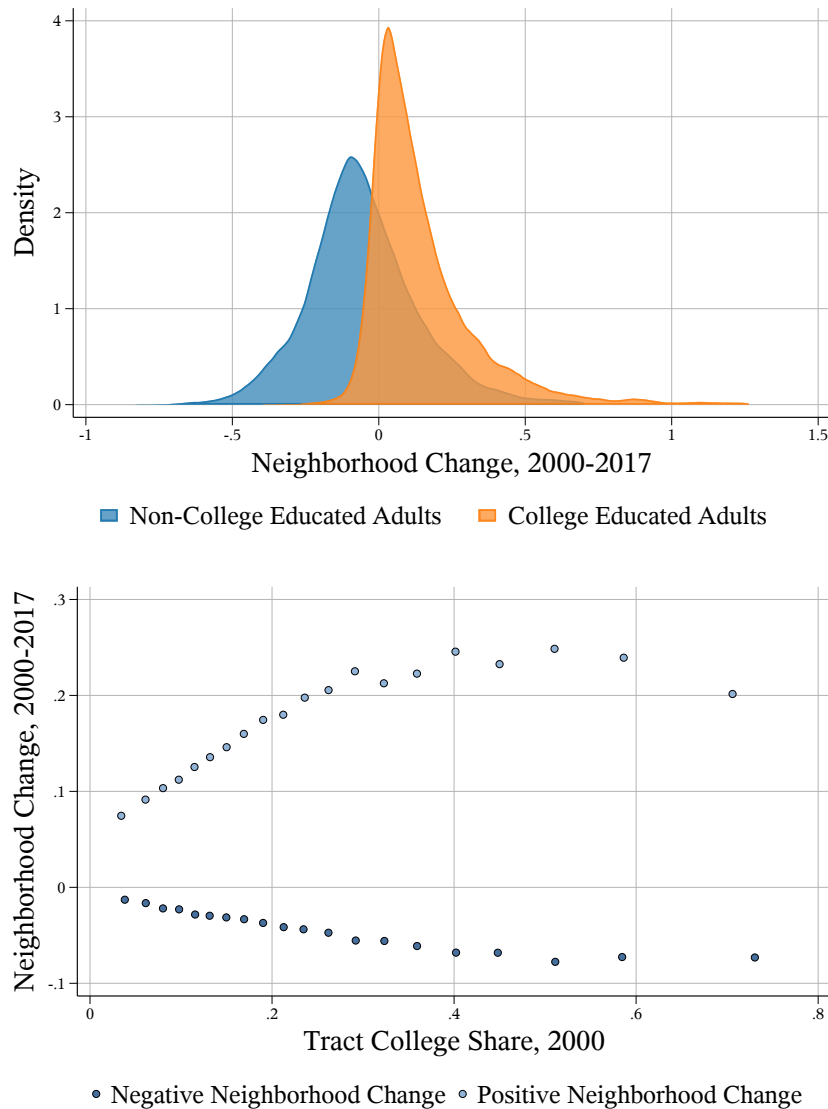 4
3
2
1
0
Density
-1
-.5
0
.5
1
1.5
Neighborhood Change, 2000-2017
Non-College Educated Adults
College Educated Adults
.3
.2
.1
0
-.1
Neighborhood Change, 2000-2017
0
.2
.4
.6
.8
Tract College Share, 2000
Negative Neighborhood Change
Positive Neighborhood Change